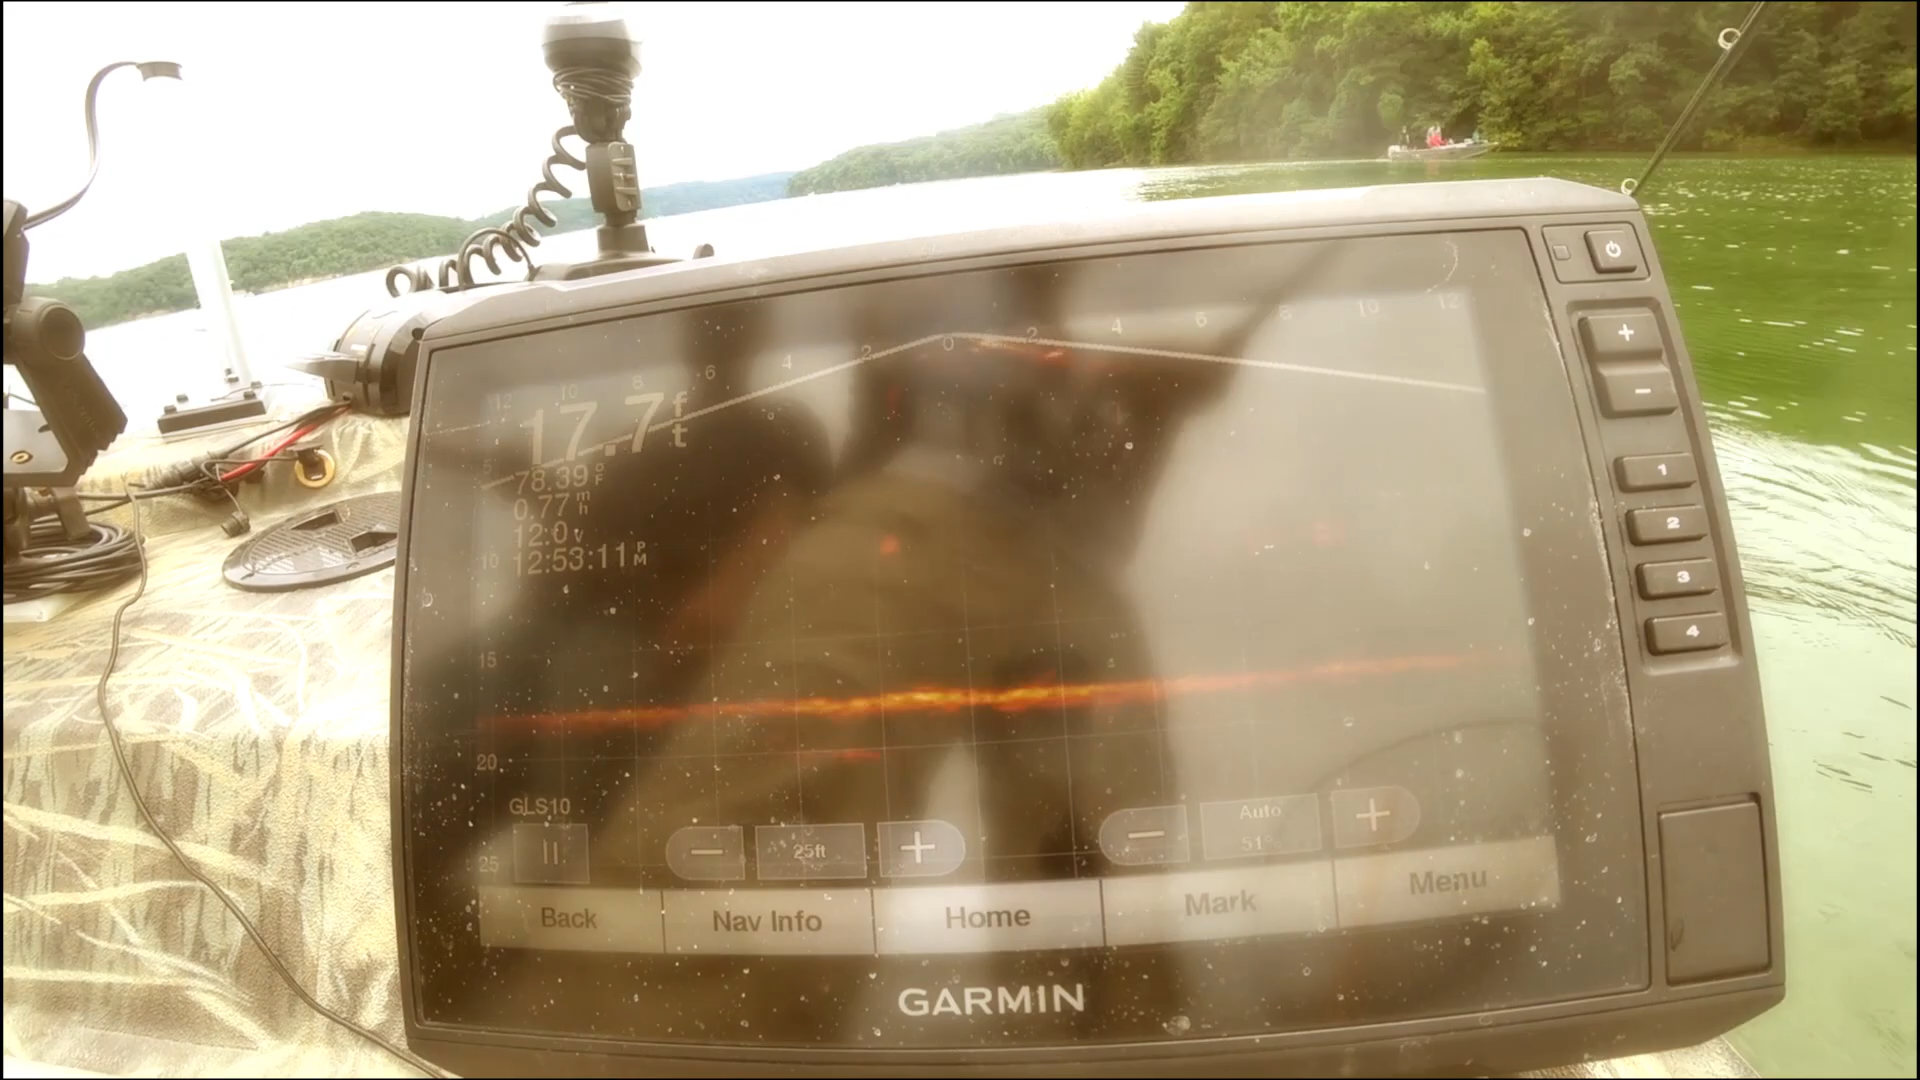 12 10 8 6 4 2 0 2 4 6 8 10 12
17.7 ft
5
78.39 °F
0.77 mh
12.0 v
10
12:53:11 PM
15
20
GLS10
25
25ft
Auto
51%
Back
Nav Info
Home
Mark
Menu
GARMIN
+
-
1
2
3
4